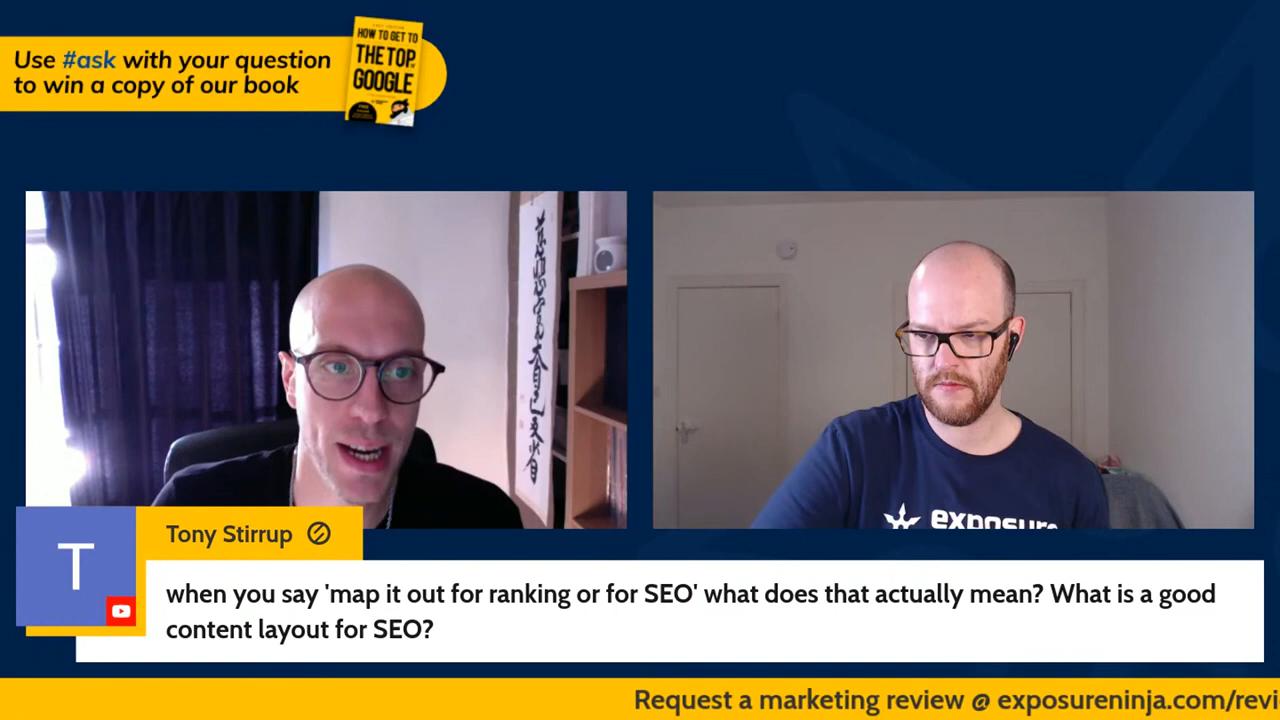 Use #ask with your question
to win a copy of our book
HOW TO GET TO
THE TOP
GOOGLE
Tony Stirrup
T
when you say 'map it out for ranking or for SEO' what does that actually mean? What is a good
content layout for SEO?
exposure
Request a marketing review @ exposureninja.com/revi